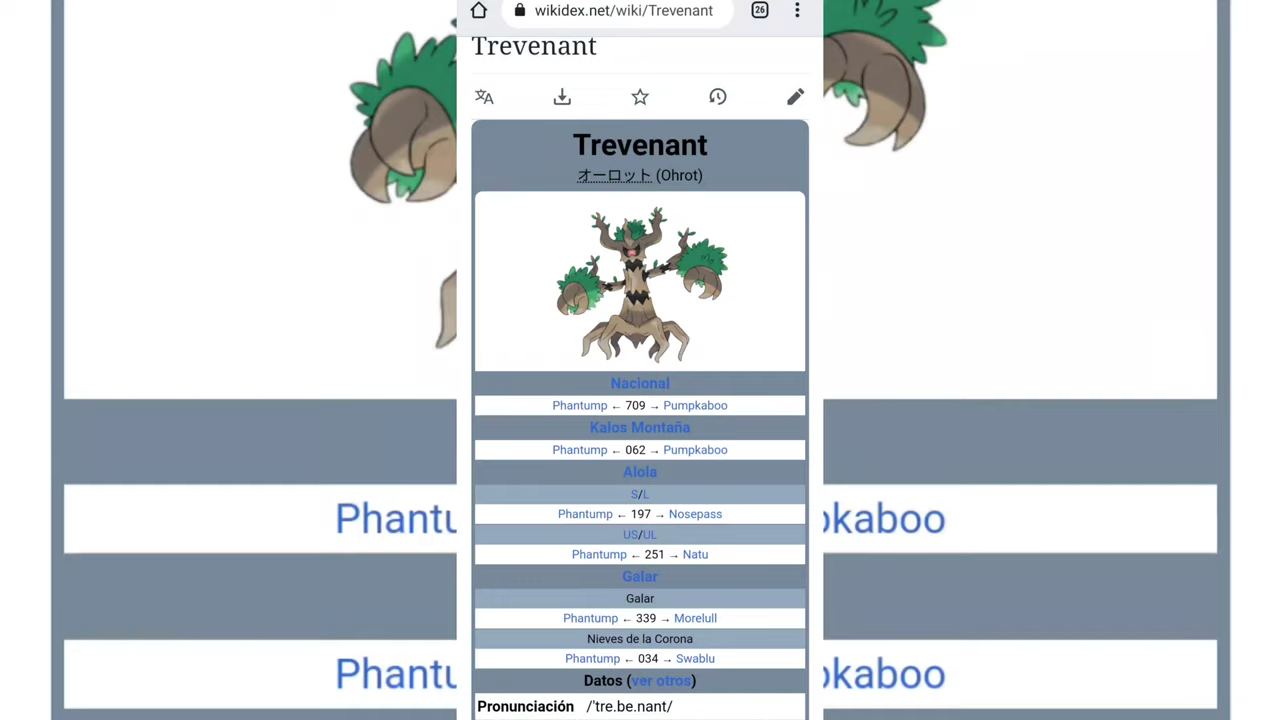 wikidex.net/wiki/Trevenant
26
Trevenant
Trevenant
オーロット (Ohrot)
Nacional
Phantump ← 709 → Pumpkaboo
Kalos Montaña
Phantump ← 062 → Pumpkaboo
Alola
S/L
Phantump ← 197 → Nosepass
US/UL
Phantump ← 251 → Natu
Galar
Galar
Phantump ← 339 → Morelull
Nieves de la Corona
Phantump ← 034 → Swablu
Datos (ver otros)
Pronunciación /'tre.be.nant/
Phantu
pkaboo
Phantu
pkaboo